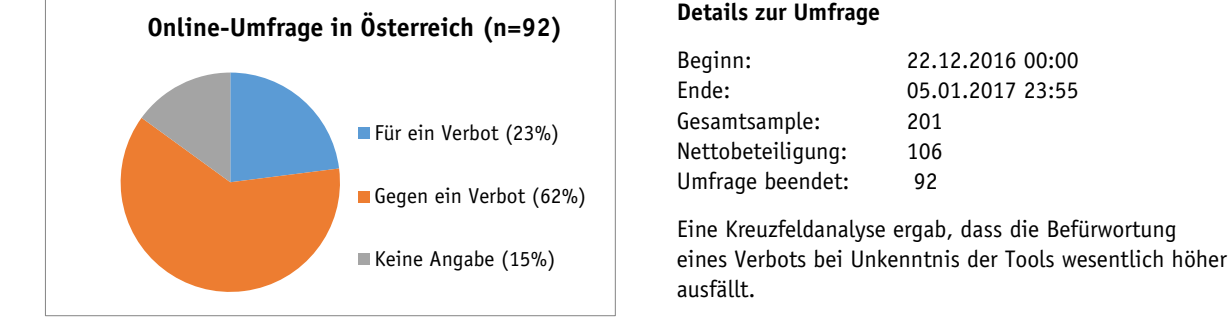 Online-Umfrage in Österreich (n=92)
Für ein Verbot (23%)
Gegen ein Verbot (62%)
Keine Angabe (15%)
Details zur Umfrage
Beginn: 22.12.2016 00:00
Ende: 05.01.2017 23:55
Gesamtsample: 201
Nettobeteiligung: 106
Umfrage beendet: 92
Eine Kreuzfeldanalyse ergab, dass die Befürwortung
eines Verbots bei Unkenntnis der Tools wesentlich höher
ausfällt.